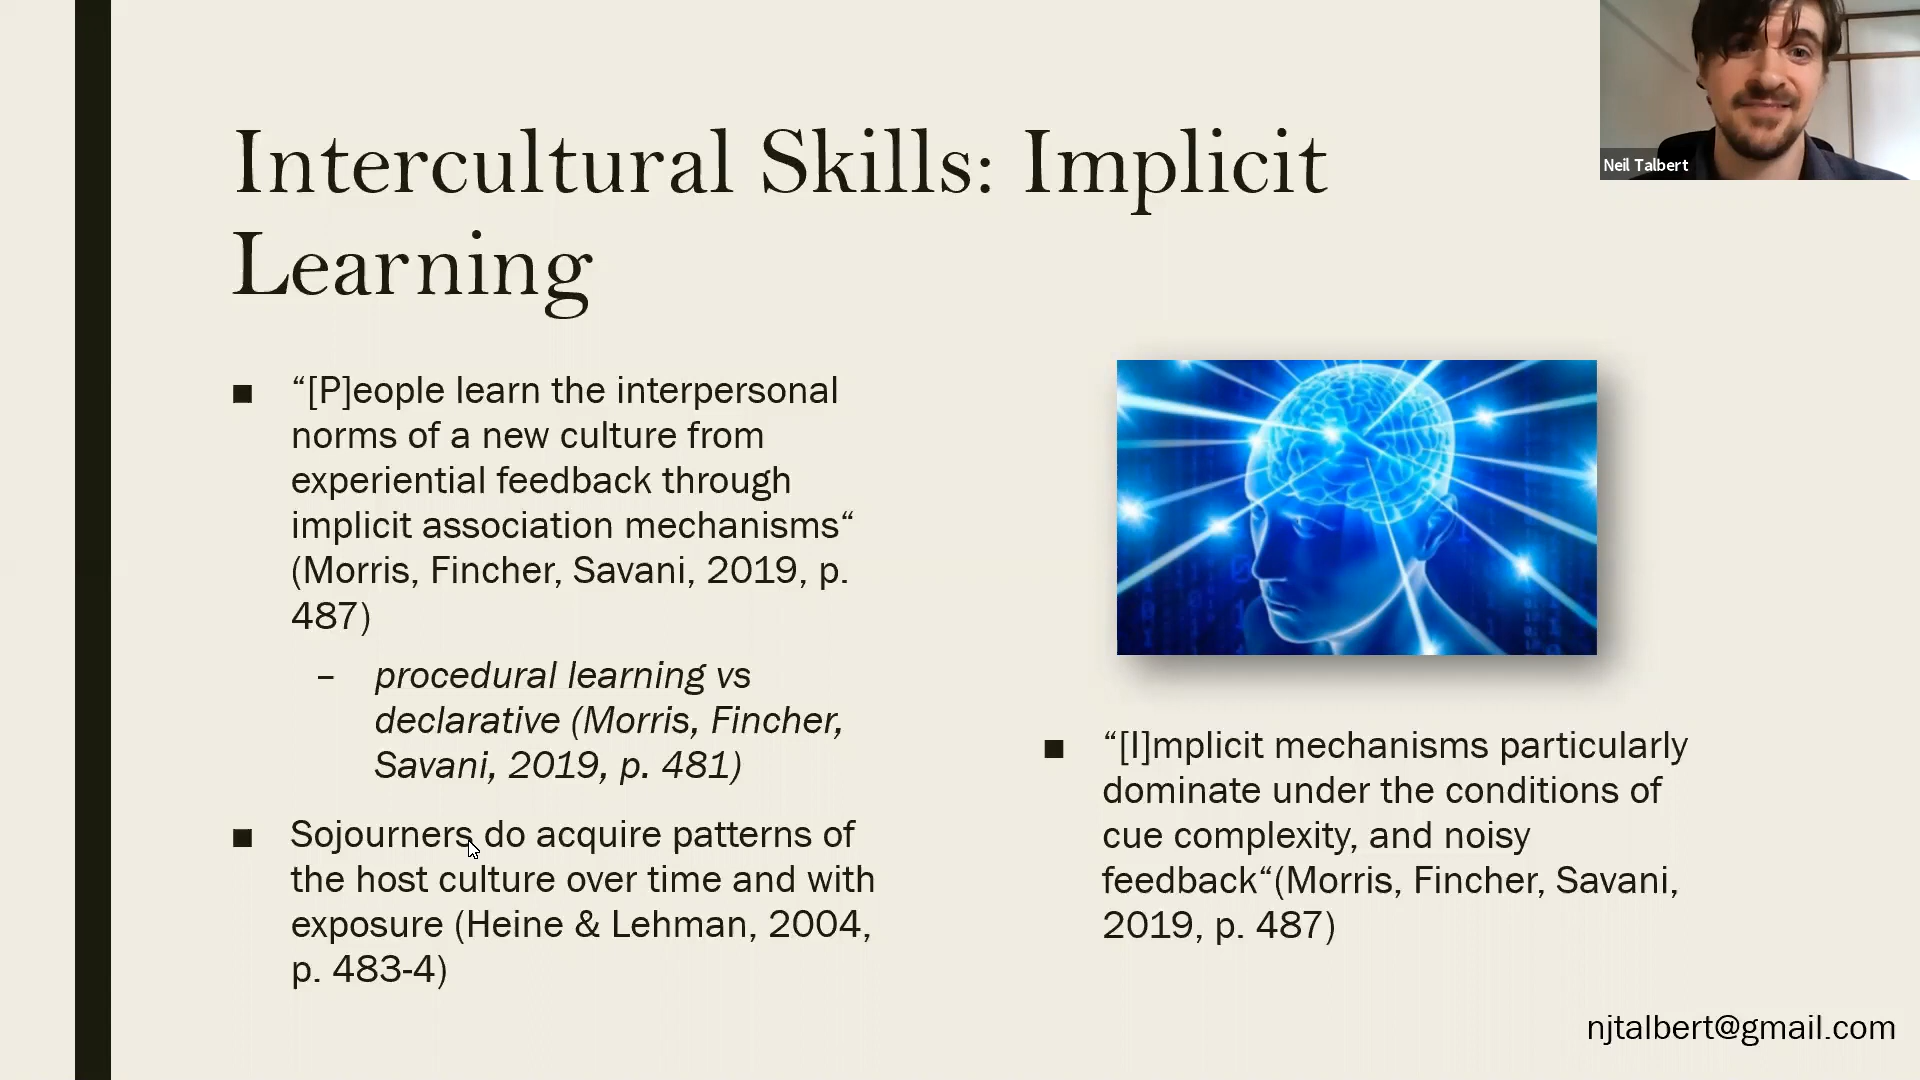 Intercultural Skills: Implicit
Learning
Neil Talbert
■ “[P]eople learn the interpersonal
norms of a new culture from
experiential feedback through
implicit association mechanisms“
(Morris, Fincher, Savani, 2019, p.
487)
– procedural learning vs
declarative (Morris, Fincher,
Savani, 2019, p. 481)
■ Sojourners do acquire patterns of
the host culture over time and with
exposure (Heine & Lehman, 2004,
p. 483-4)
■ “[I]mplicit mechanisms particularly
dominate under the conditions of
cue complexity, and noisy
feedback“(Morris, Fincher, Savani,
2019, p. 487)
njtalbert@gmail.com